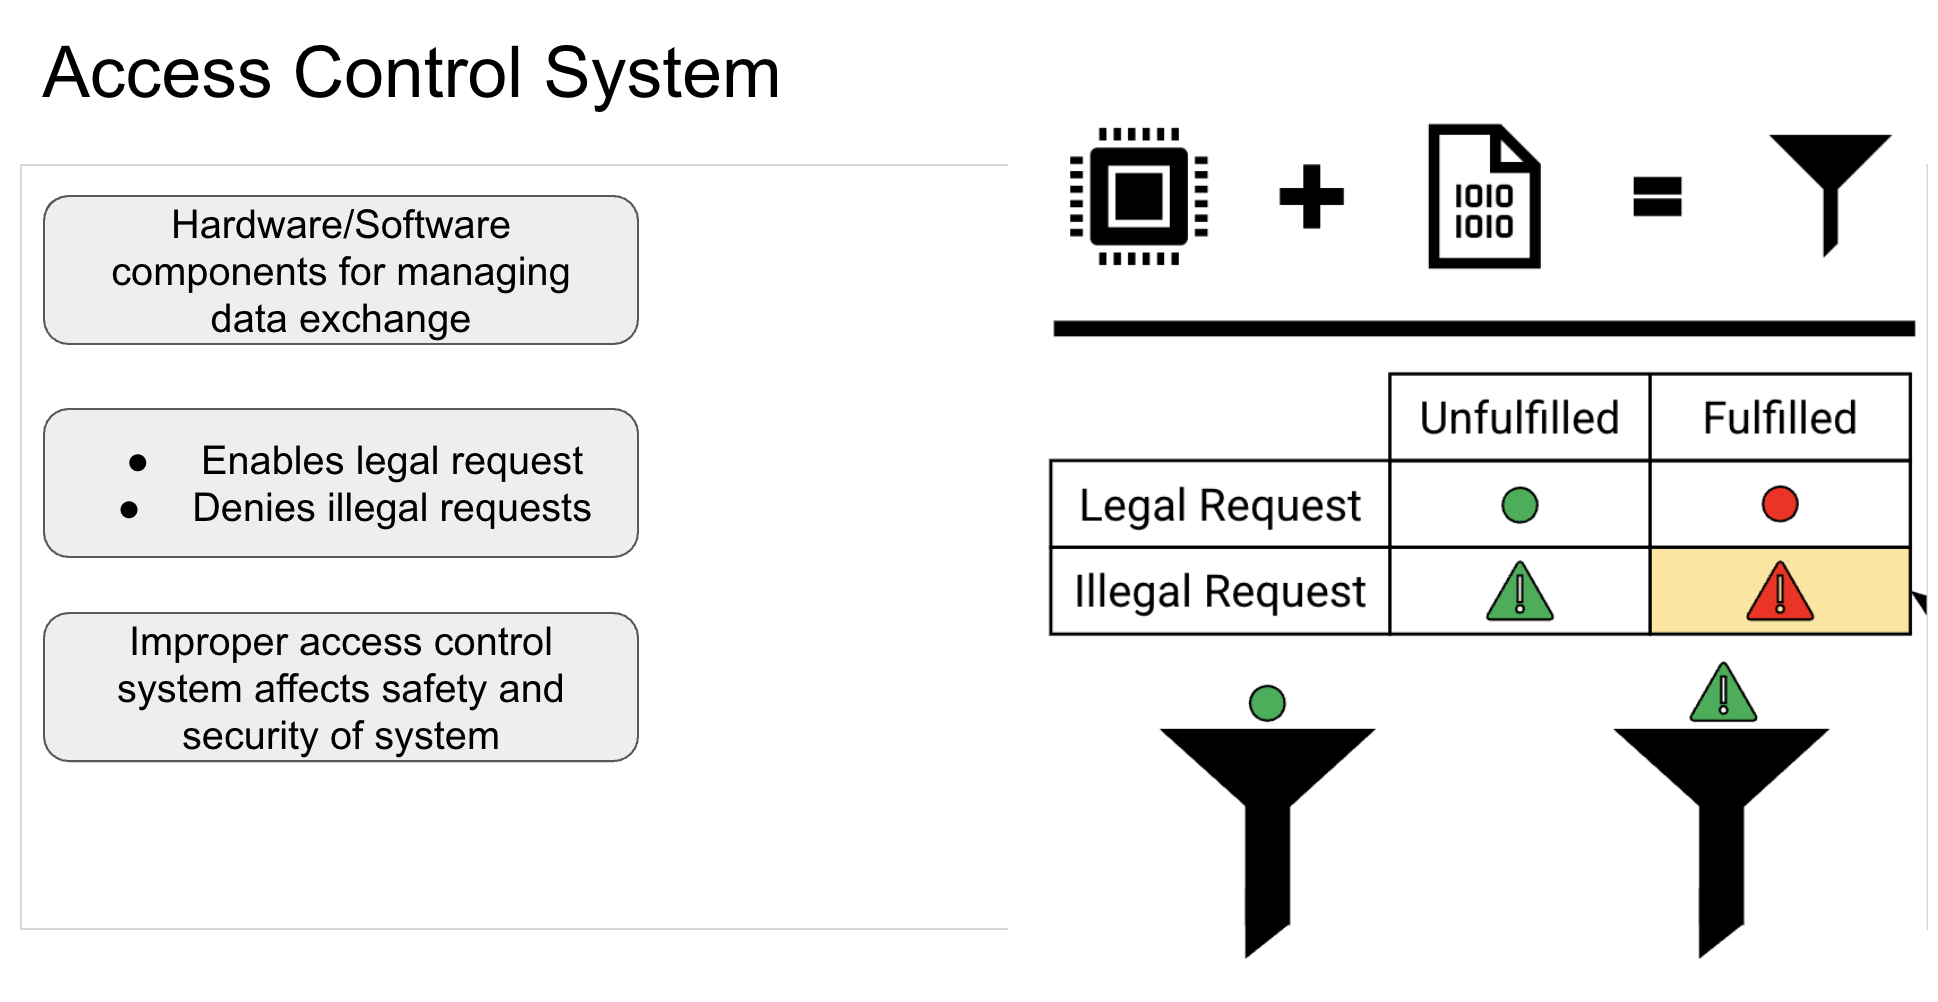 Access Control System
Hardware/Software
components for managing
data exchange
● Enables legal request
● Denies illegal requests
Improper access control
system affects safety and
security of system
1010
1010
Unfulfilled Fulfilled
Legal Request
Illegal Request